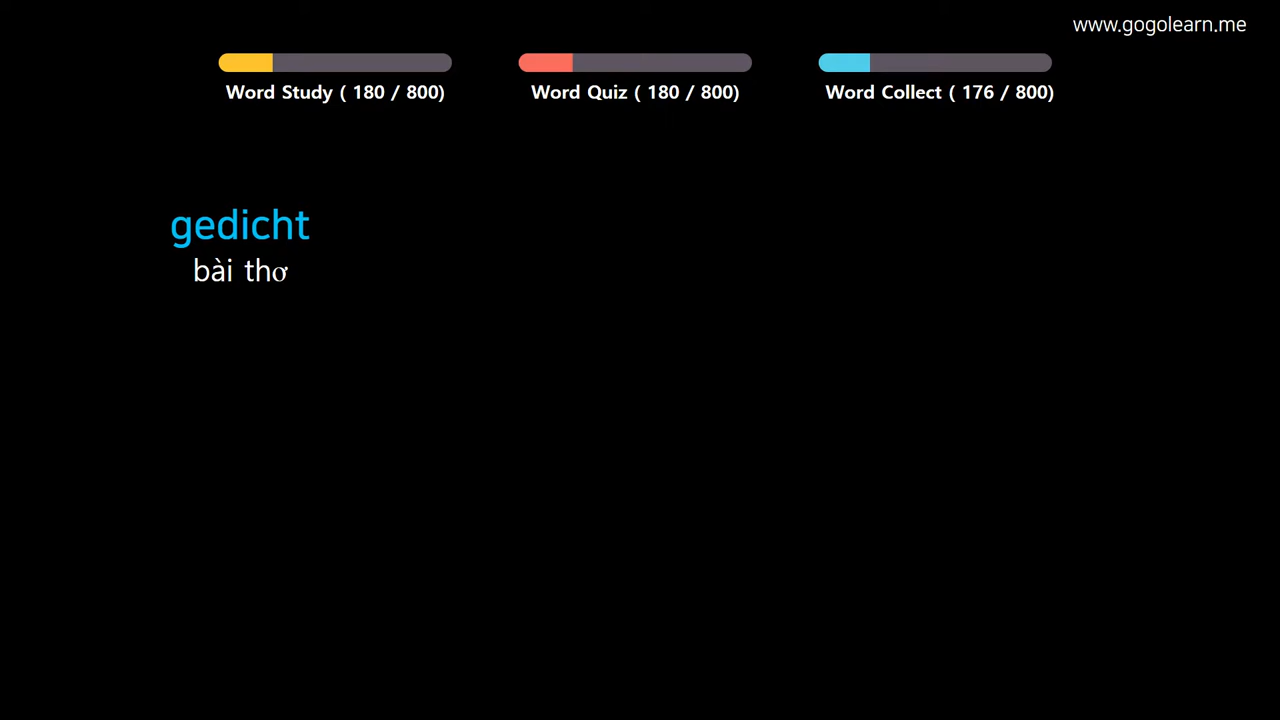 www.gogolearn.me
Word Study ( 180 / 800)
Word Quiz ( 180 / 800)
Word Collect ( 176 / 800)
gedicht
bài thơ